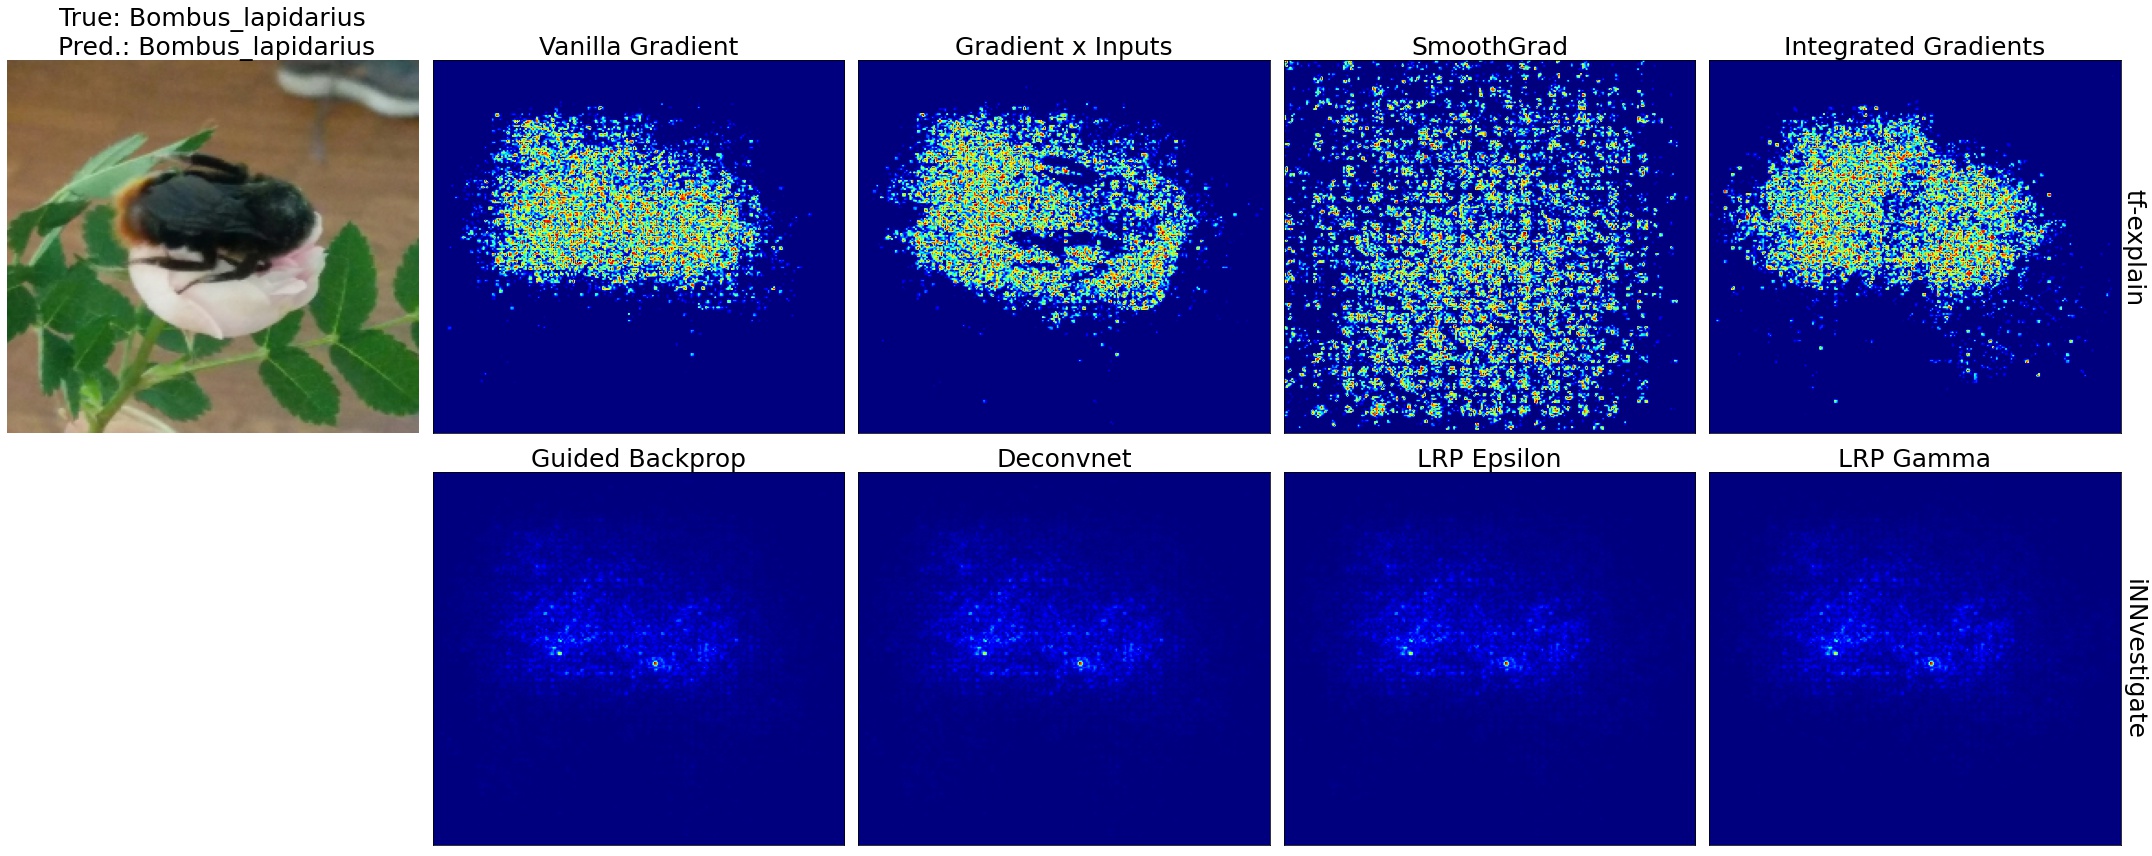 True: Bombus_lapidarius
Pred.: Bombus_lapidarius
Vanilla Gradient
Gradient x Inputs
SmoothGrad
Integrated Gradients
tf-explain
Guided Backprop
Deconvnet
LRP Epsilon
LRP Gamma
iNNvestigate